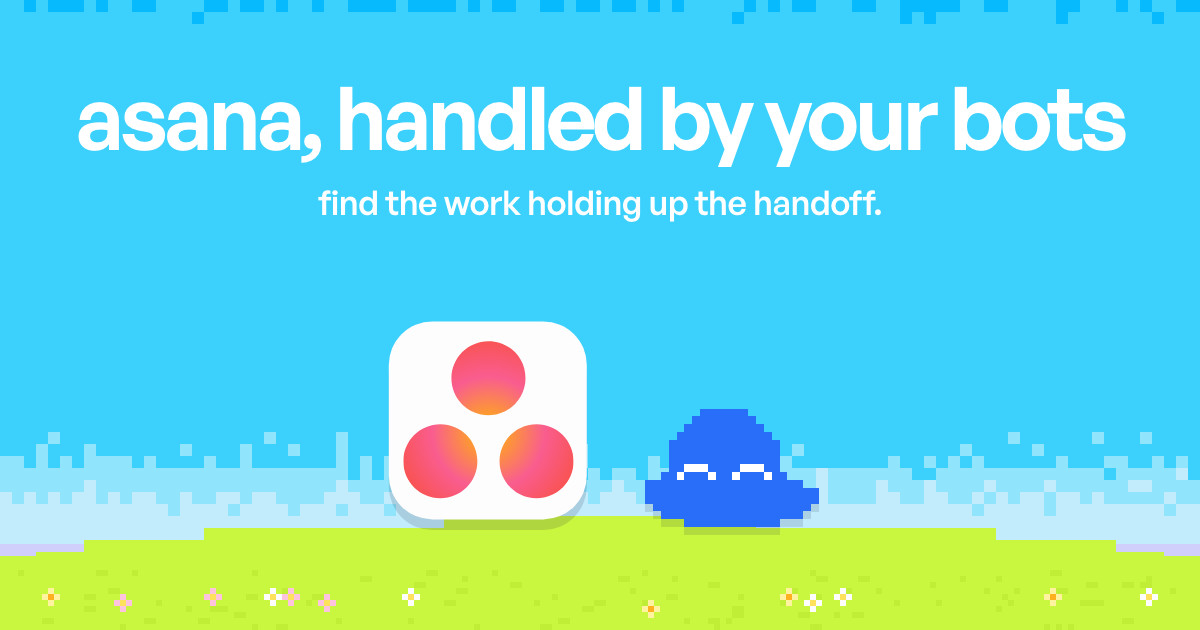 asana, handled by your bots
find the work holding up the handoff.